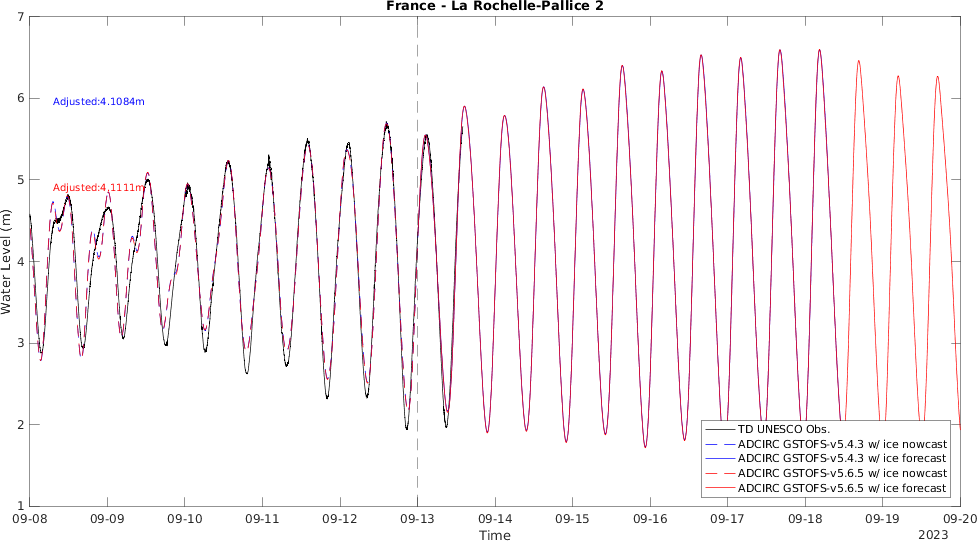 France - La Rochelle-Pallice 2
7
6
5
4
3
2
1
Water Level (m)
Adjusted:4.1084m
Adjusted:4.1111m
TD UNESCO Obs.
ADCIRC GSTOFS-v5.4.3 w/ ice nowcast
ADCIRC GSTOFS-v5.4.3 w/ ice forecast
ADCIRC GSTOFS-v5.6.5 w/ ice nowcast
ADCIRC GSTOFS-v5.6.5 w/ ice forecast
09-08 09-09 09-10 09-11 09-12 09-13 09-14 09-15 09-16 09-17 09-18 09-19 09-20
Time
2023